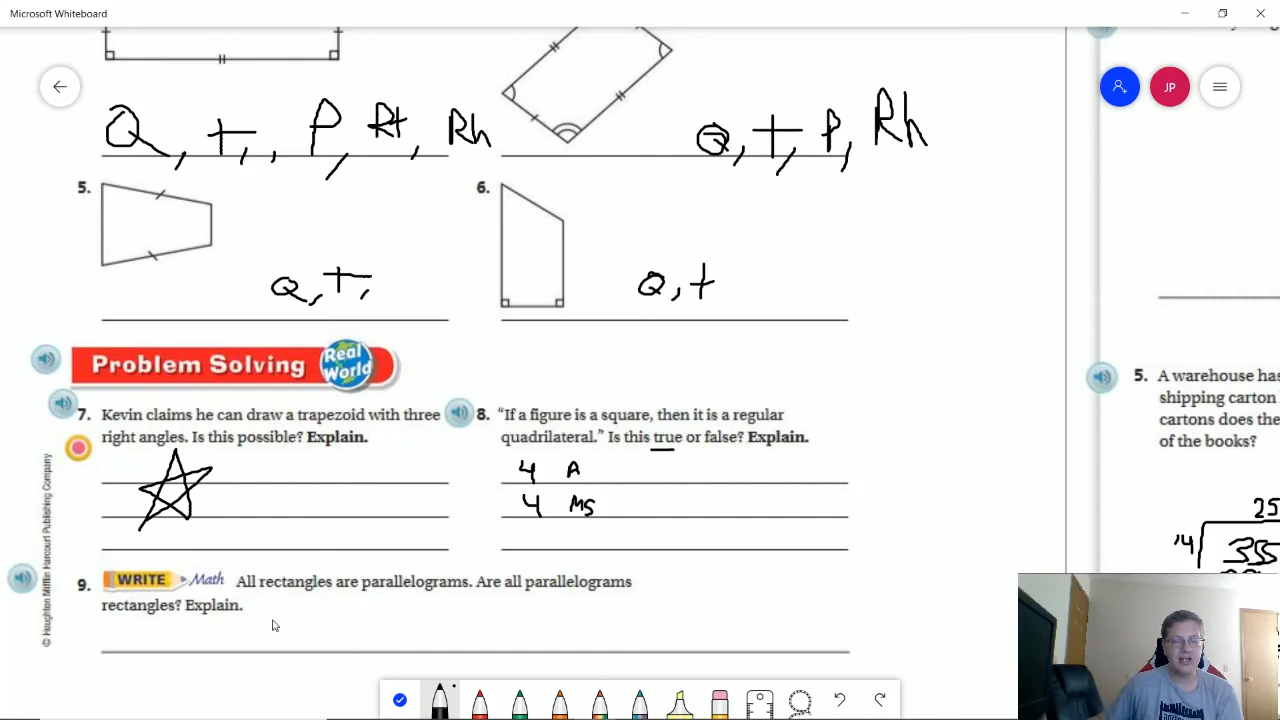 Microsoft Whiteboard
JP
Q, T, , P, Rt, Rh
Q, T, P, Rh
5.
6.
Q, T,
Q, t
Problem Solving Real World
7. Kevin claims he can draw a trapezoid with three
right angles. Is this possible? Explain.
8. “If a figure is a square, then it is a regular
quadrilateral.” Is this true or false? Explain.
4 A
4 MS
9. WRITE Math All rectangles are parallelograms. Are all parallelograms
rectangles? Explain.
© Houghton Mifflin Harcourt Publishing Company
5. A warehouse has
shipping carton
cartons does the
of the books?
25
14
355